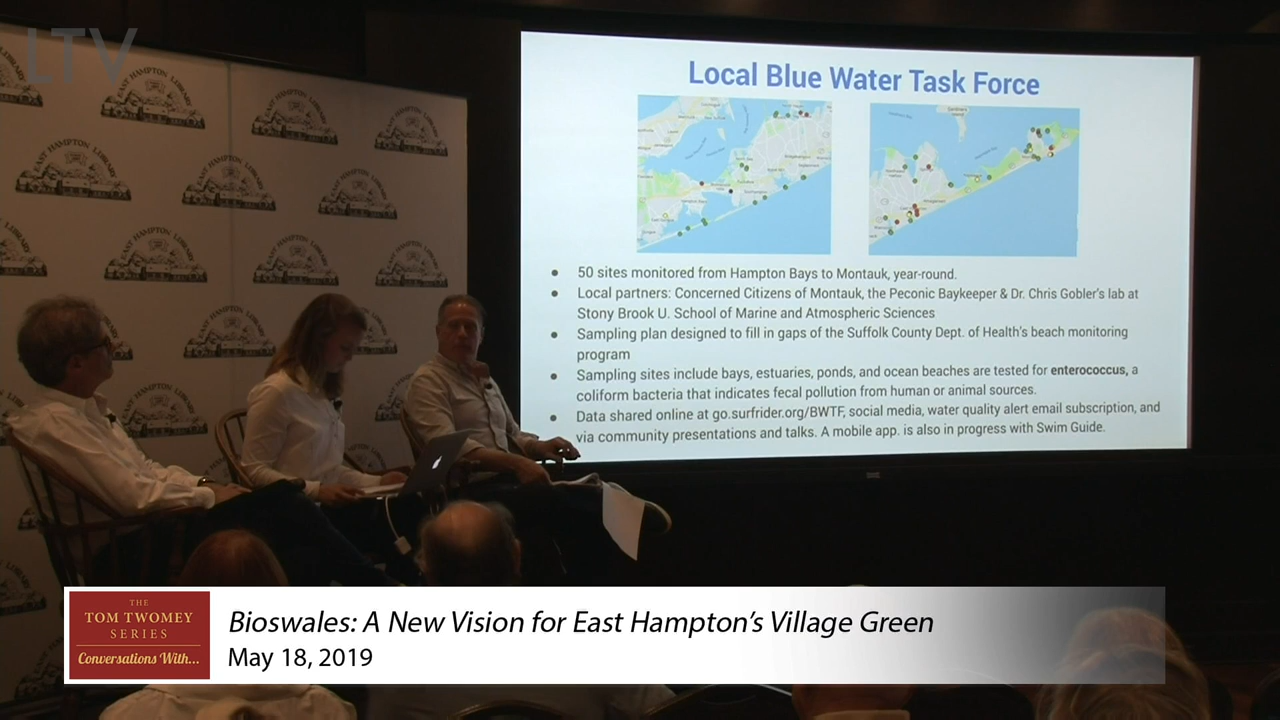 LTV
EAST HAMPTON LIBRARY
Local Blue Water Task Force
50 sites monitored from Hampton Bays to Montauk, year-round.
Local partners: Concerned Citizens of Montauk, the Peconic Baykeeper & Dr. Chris Gobler's lab at
Stony Brook U. School of Marine and Atmospheric Sciences
Sampling plan designed to fill in gaps of the Suffolk County Dept. of Health's beach monitoring
program
Sampling sites include bays, estuaries, ponds, and ocean beaches are tested for enterococcus, a
coliform bacteria that indicates fecal pollution from human or animal sources.
Data shared online at go.surfrider.org/BWTF, social media, water quality alert email subscription, and
via community presentations and talks. A mobile app. is also in progress with Swim Guide.
THE
TOM TWOMEY
SERIES
Conversations With...
Bioswales: A New Vision for East Hampton's Village Green
May 18, 2019